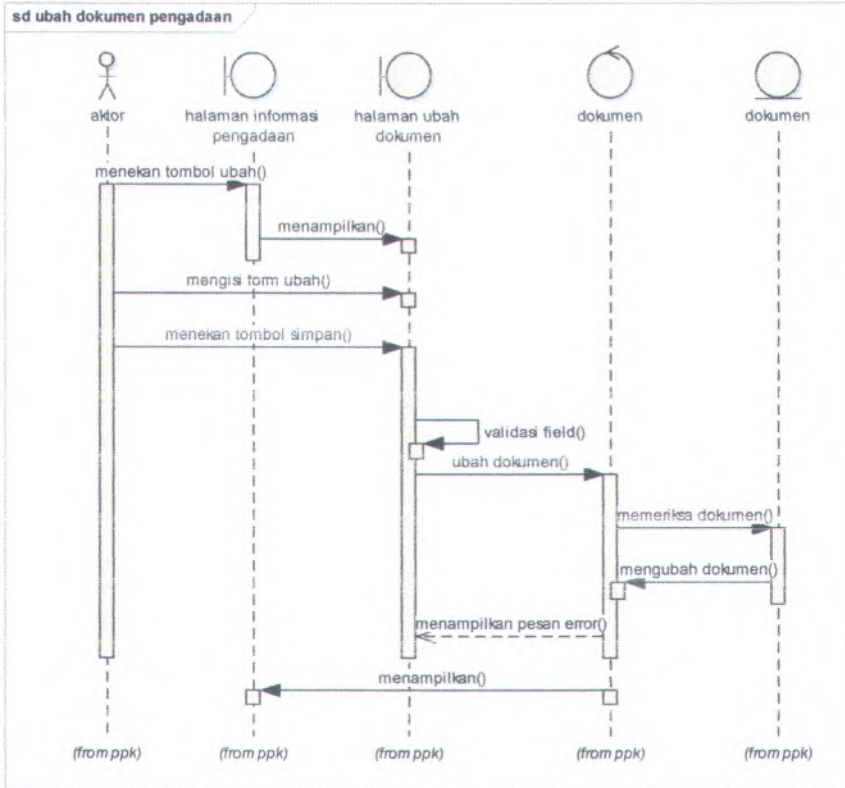 sd ubah dokumen pengadaan
aktor
halaman informasi
pengadaan
halaman ubah
dokumen
dokumen
dokumen
menekan tombol ubah()
menampilkan()
mengisi form ubah()
menekan tombol simpan()
validasi field()
ubah dokumen()
memeriksa dokumen()
mengubah dokumen()
menampilkan pesan error()
menampilkan()
(from ppk)
(from ppk)
(from ppk)
(from ppk)
(from ppk)